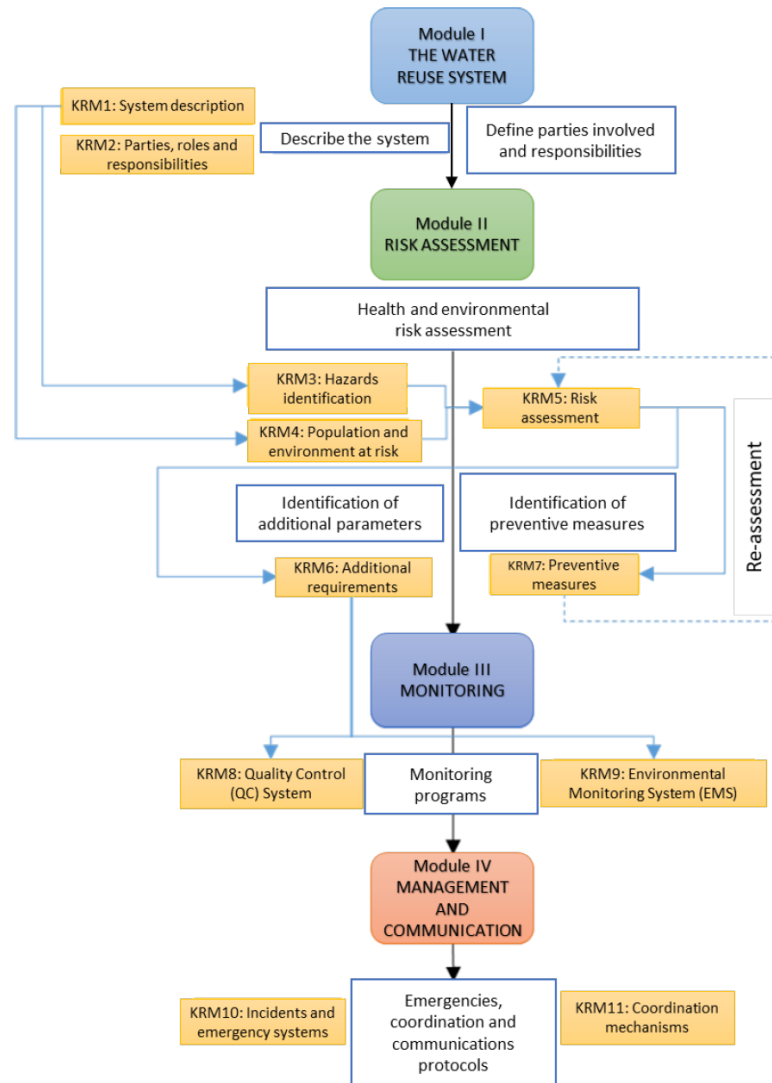 Module I
THE WATER
REUSE SYSTEM
KRM1: System description
KRM2: Parties, roles and
responsibilities
Describe the system
Define parties involved
and responsibilities
Module II
RISK ASSESSMENT
Health and environmental
risk assessment
KRM3: Hazards
identification
KRM4: Population and
environment at risk
KRM5: Risk
assessment
Re-assessment
Identification of
additional parameters
Identification of
preventive measures
KRM6: Additional
requirements
KRM7: Preventive
measures
Module III
MONITORING
KRM8: Quality Control
(QC) System
Monitoring
programs
KRM9: Environmental
Monitoring System (EMS)
Module IV
MANAGEMENT
AND
COMMUNICATION
KRM10: Incidents and
emergency systems
Emergencies,
coordination and
communications
protocols
KRM11: Coordination
mechanisms